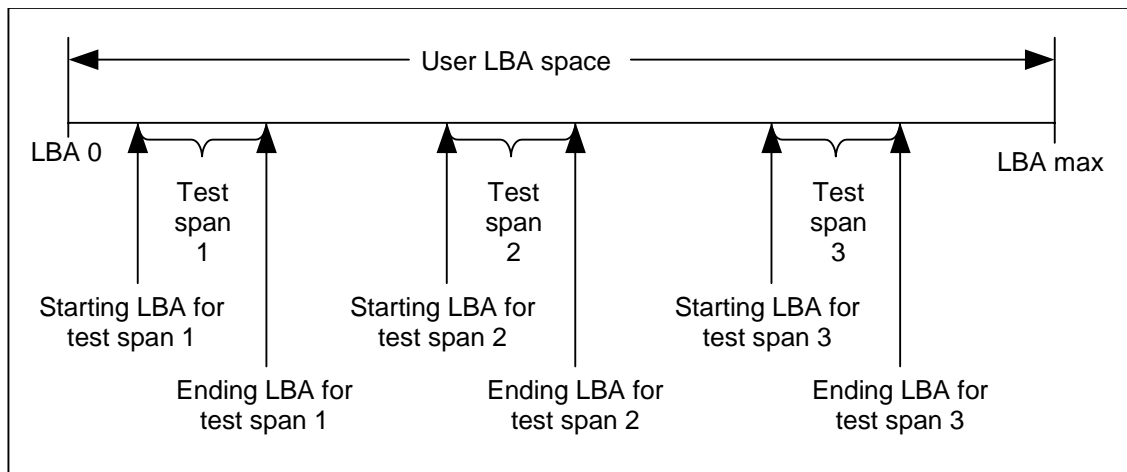 User LBA space
LBA 0
LBA max
Test
span
1
Test
span
2
Test
span
3
Starting LBA for
test span 1
Starting LBA for
test span 2
Starting LBA for
test span 3
Ending LBA for
test span 1
Ending LBA for
test span 2
Ending LBA for
test span 3